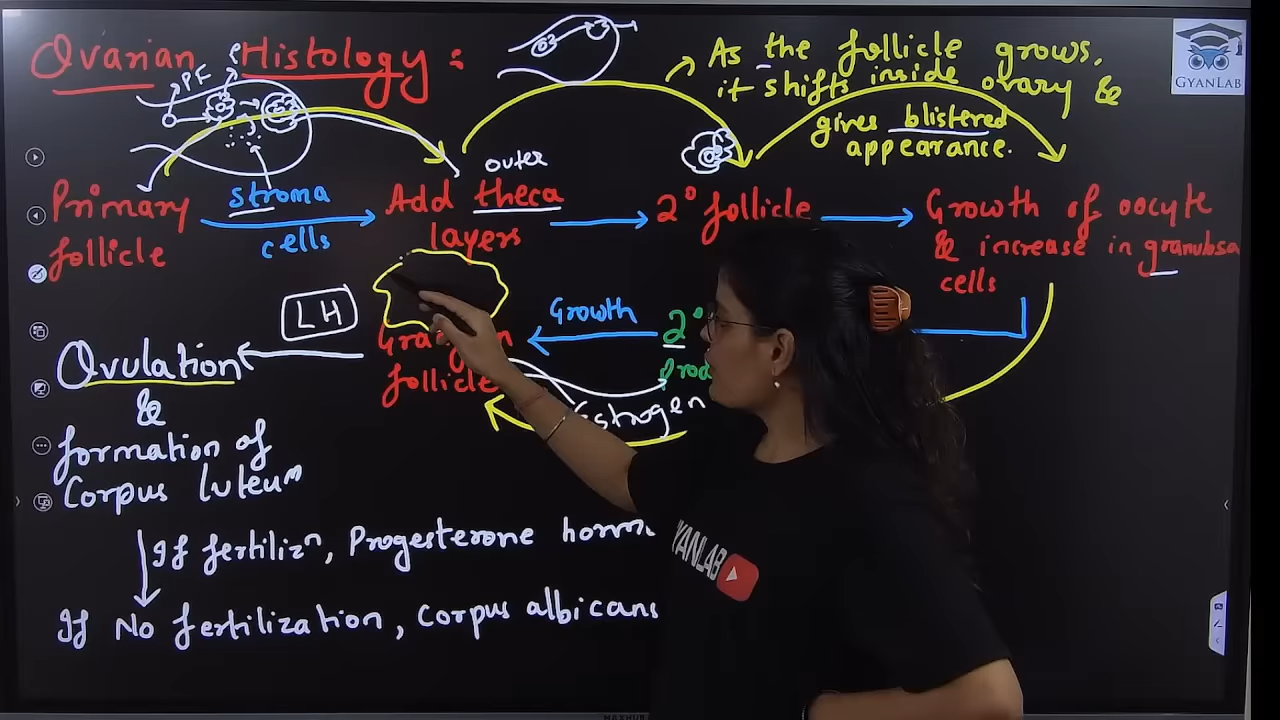 Ovarian Histology :
PF
As the follicle grows,
it shifts inside ovary &
gives blistered
appearance.
GYANLAB
Primary
follicle
stroma
cells
outer
Add theca
layers
2° follicle
Growth of oocyte
& increase in granulosa
cells
LH
Growth
2°
Ovulation
&
formation of
Corpus luteum
follicle
Estrogen
If fertilizn, Progesterone
If No fertilization, Corpus albicans
YANLAB